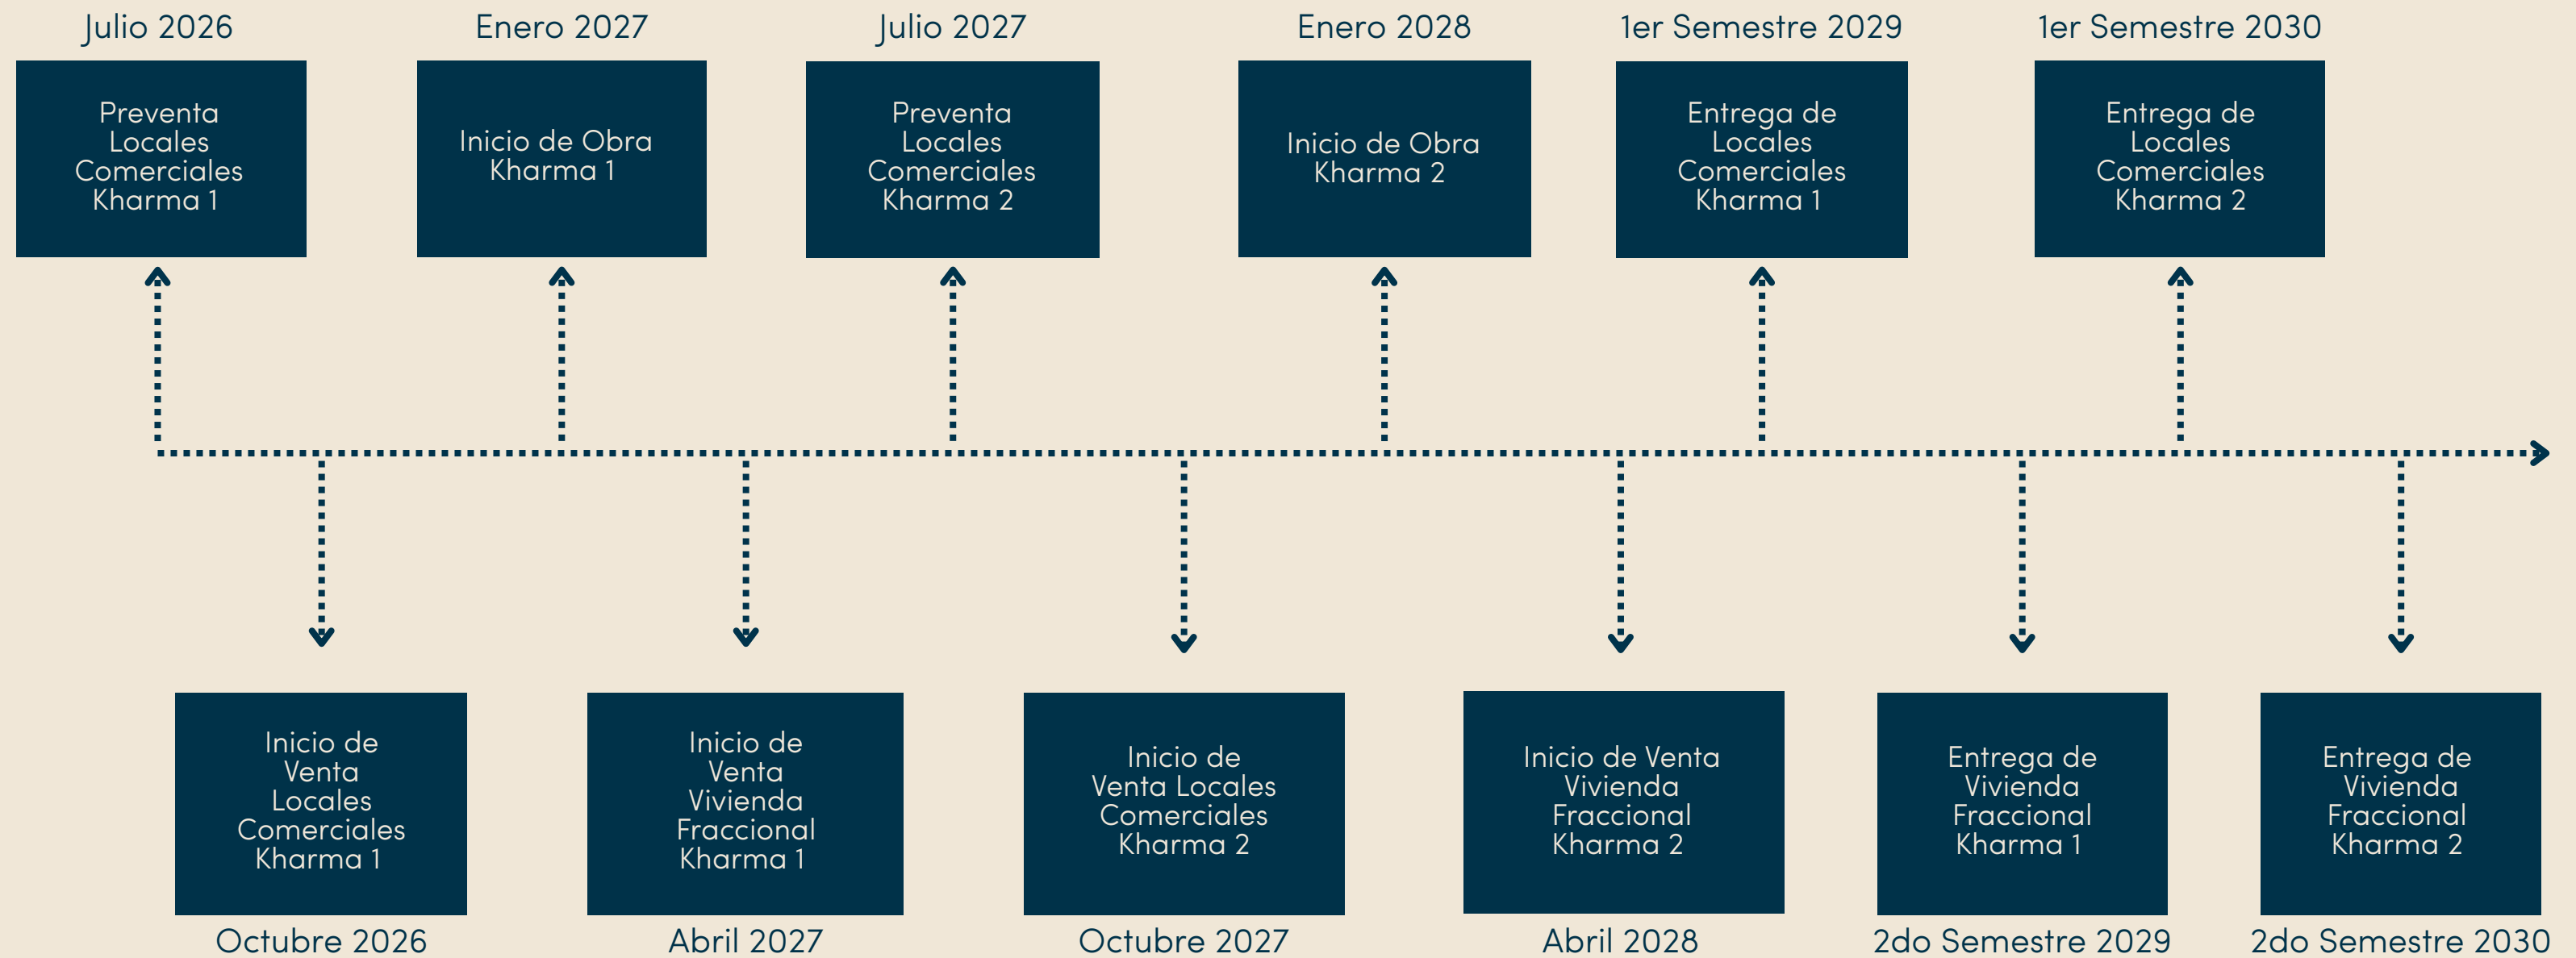 Julio 2026
Preventa
Locales
Comerciales
Kharma 1
Enero 2027
Inicio de Obra
Kharma 1
Julio 2027
Preventa
Locales
Comerciales
Kharma 2
Enero 2028
Inicio de Obra
Kharma 2
1er Semestre 2029
Entrega de
Locales
Comerciales
Kharma 1
1er Semestre 2030
Entrega de
Locales
Comerciales
Kharma 2
Inicio de
Venta
Locales
Comerciales
Kharma 1
Octubre 2026
Inicio de
Venta
Vivienda
Fraccional
Kharma 1
Abril 2027
Inicio de
Venta Locales
Comerciales
Kharma 2
Octubre 2027
Inicio de Venta
Vivienda
Fraccional
Kharma 2
Abril 2028
Entrega de
Vivienda
Fraccional
Kharma 1
2do Semestre 2029
Entrega de
Vivienda
Fraccional
Kharma 2
2do Semestre 2030